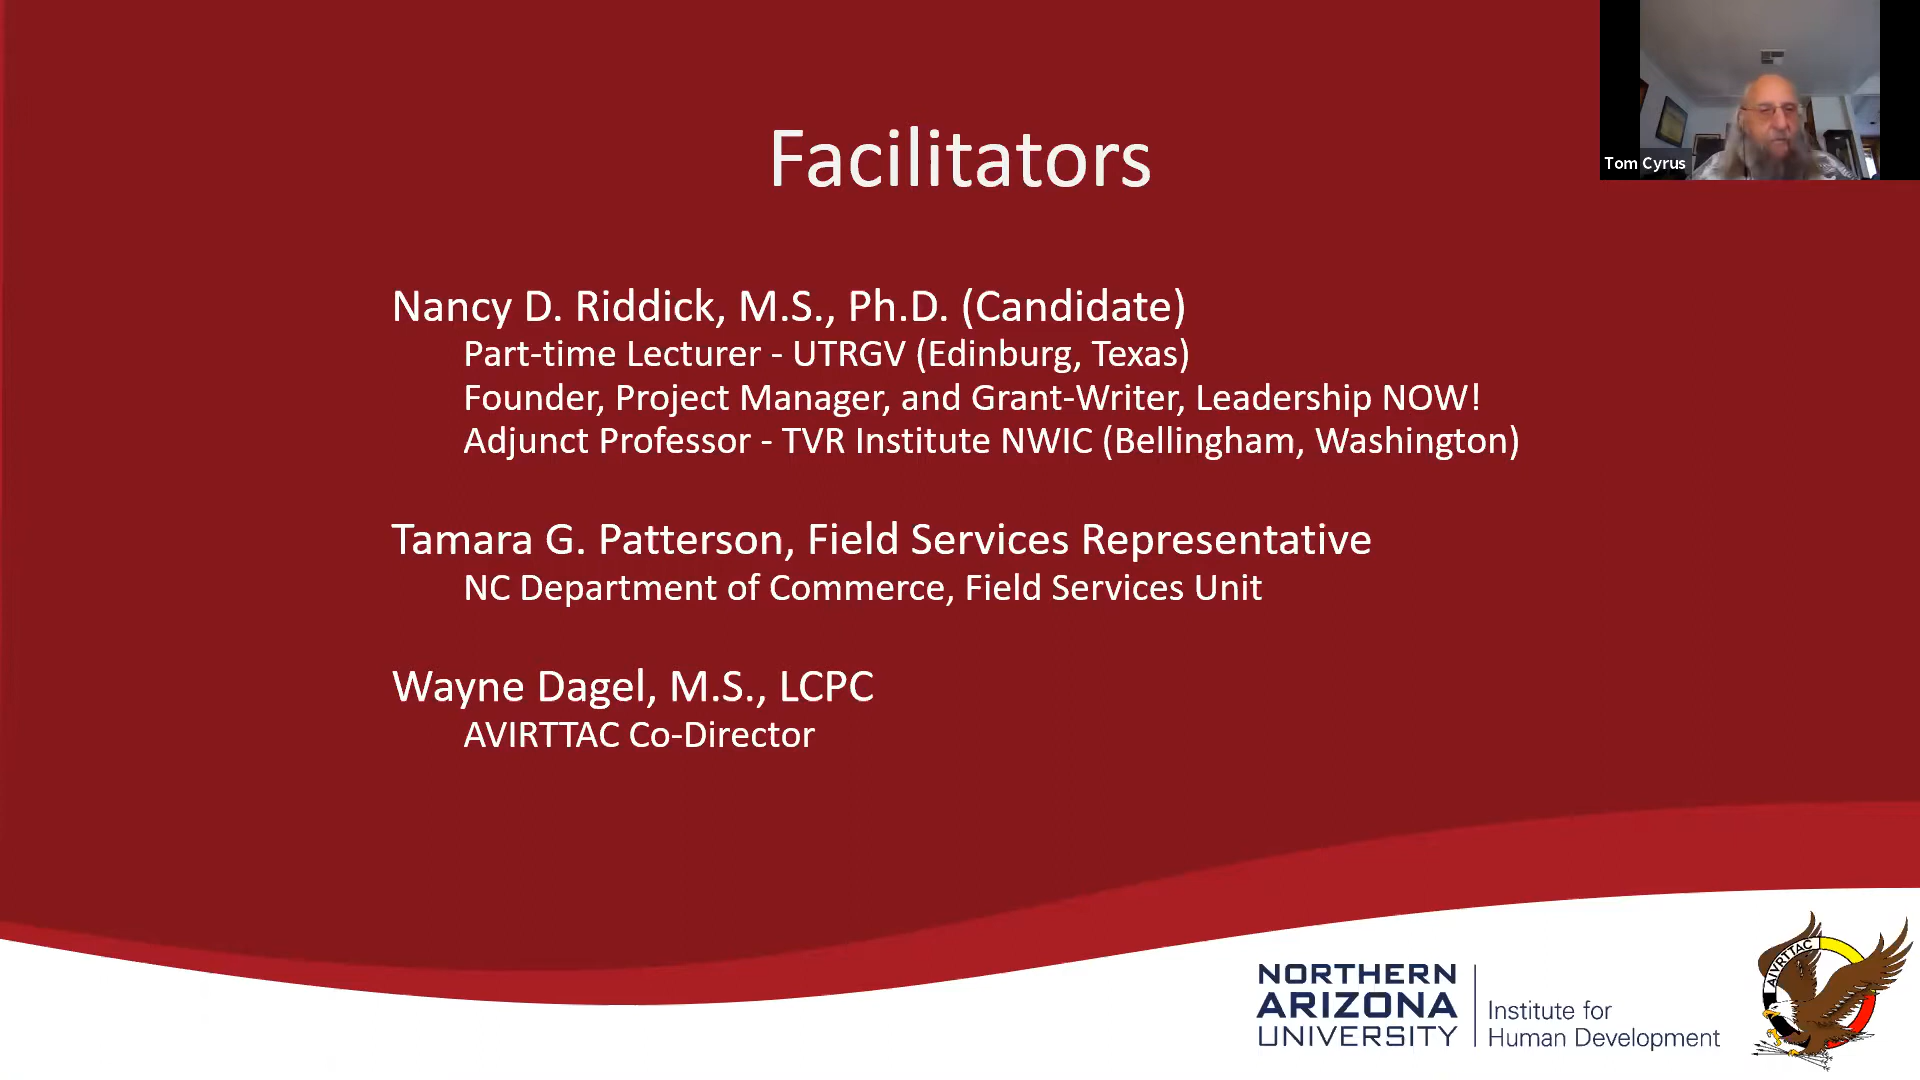 Facilitators
Tom Cyrus
Nancy D. Riddick, M.S., Ph.D. (Candidate)
Part-time Lecturer - UTRGV (Edinburg, Texas)
Founder, Project Manager, and Grant-Writer, Leadership NOW!
Adjunct Professor - TVR Institute NWIC (Bellingham, Washington)
Tamara G. Patterson, Field Services Representative
NC Department of Commerce, Field Services Unit
Wayne Dagel, M.S., LCPC
AVIRTTAC Co-Director
NORTHERN
ARIZONA
UNIVERSITY
Institute for
Human Development
AIVRTTAC